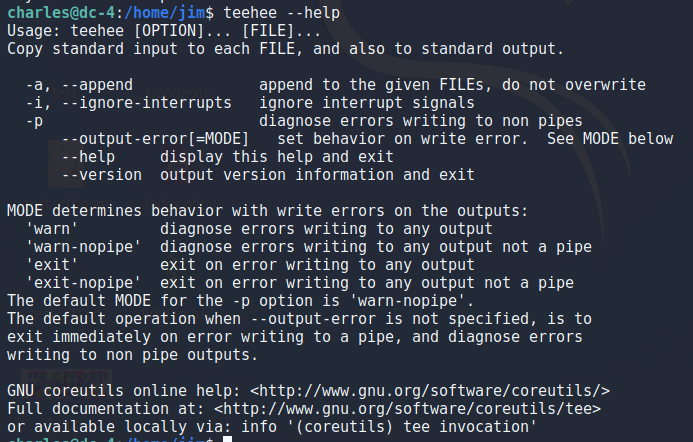 charles@dc-4:/home/jim$ teehee --help
Usage: teehee [OPTION]... [FILE]...
Copy standard input to each FILE, and also to standard output.

  -a, --append              append to the given FILEs, do not overwrite
  -i, --ignore-interrupts   ignore interrupt signals
  -p                        diagnose errors writing to non pipes
      --output-error[=MODE]   set behavior on write error.  See MODE below
      --help     display this help and exit
      --version  output version information and exit

MODE determines behavior with write errors on the outputs:
  'warn'         diagnose errors writing to any output
  'warn-nopipe'  diagnose errors writing to any output not a pipe
  'exit'         exit on error writing to any output
  'exit-nopipe'  exit on error writing to any output not a pipe
The default MODE for the -p option is 'warn-nopipe'.
The default operation when --output-error is not specified, is to
exit immediately on error writing to a pipe, and diagnose errors
writing to non pipe outputs.

GNU coreutils online help: <http://www.gnu.org/software/coreutils/>
Full documentation at: <http://www.gnu.org/software/coreutils/tee>
or available locally via: info '(coreutils) tee invocation'
charles@dc-4:/home/jim$